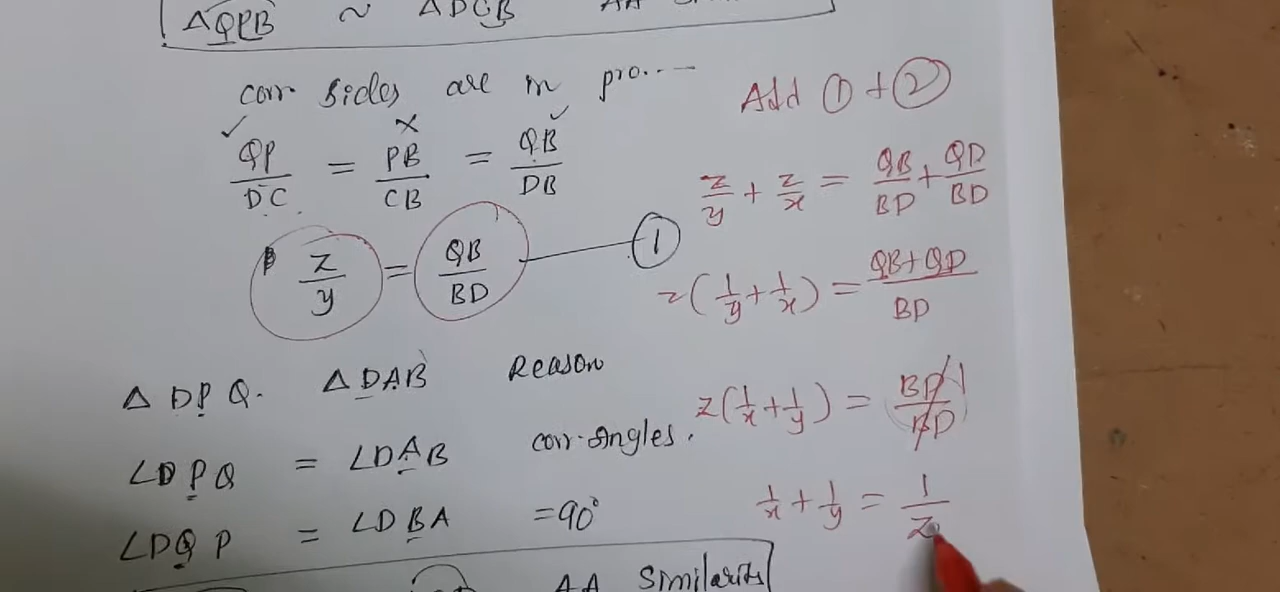 ΔQPB ~ ΔDCB AA
corr sides are in pro....
QP/DC = PB/CB = QB/DB
z/y = QB/BD — 1
ΔDPQ. ΔDAB Reason
∠DPQ = ∠DAB corr. Angles.
∠DQP = ∠DBA = 90°
AA Similarity
Add ① + ②
z/y + z/x = QB/BD + QD/BD
z(1/y + 1/x) = QB+QD/BD
z(1/x + 1/y) = BD/BD 1
1/x + 1/y = 1/z